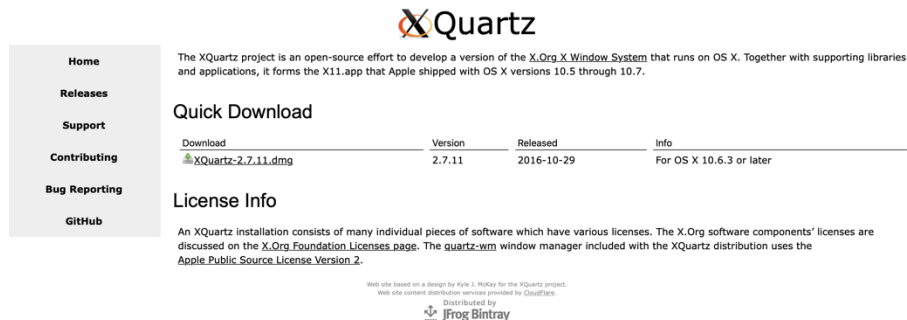 XQuartz
Home
Releases
Support
Contributing
Bug Reporting
GitHub
The XQuartz project is an open-source effort to develop a version of the X.Org X Window System that runs on OS X. Together with supporting libraries
and applications, it forms the X11.app that Apple shipped with OS X versions 10.5 through 10.7.
Quick Download
Download Version Released Info
XQuartz-2.7.11.dmg 2.7.11 2016-10-29 For OS X 10.6.3 or later
License Info
An XQuartz installation consists of many individual pieces of software which have various licenses. The X.Org software components' licenses are
discussed on the X.Org Foundation Licenses page. The quartz-wm window manager included with the XQuartz distribution uses the
Apple Public Source License Version 2.
Web site based on a design by Kyle J. McKay for the XQuartz project.
Web site content distribution services provided by CloudFlare.
Distributed by
JFrog Bintray